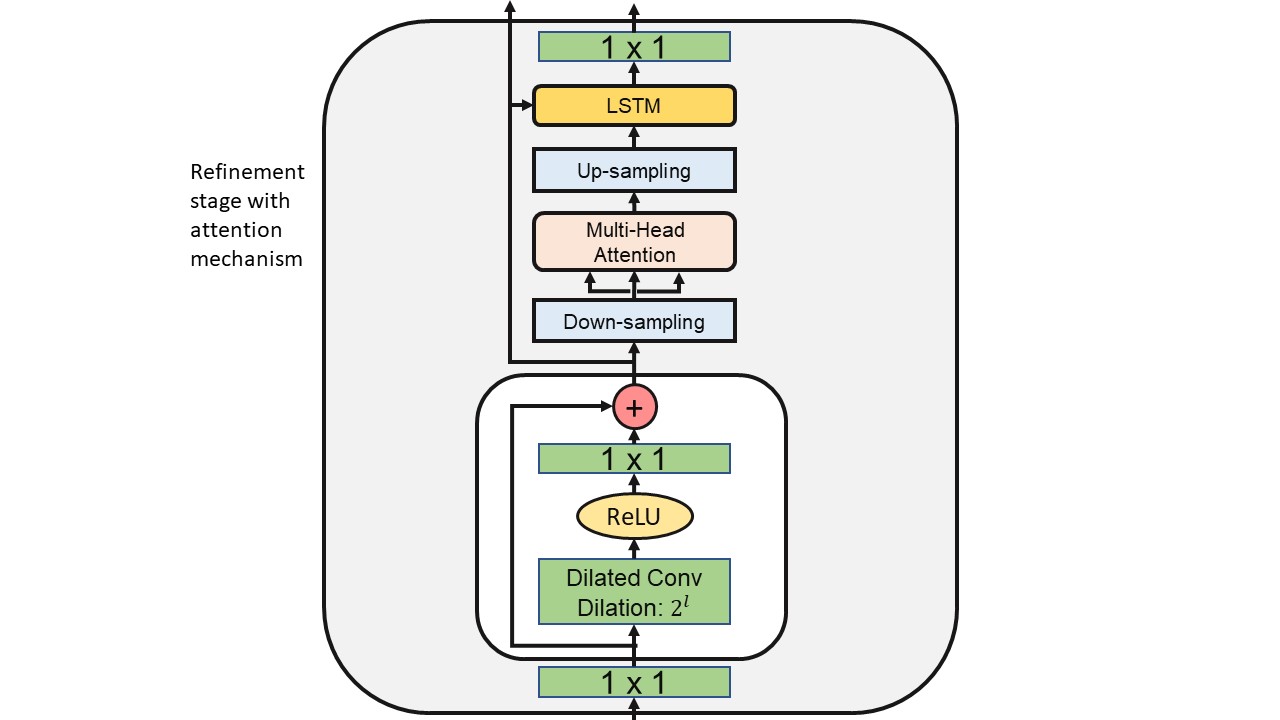 1 x 1
LSTM
Up-sampling
Refinement
stage with
attention
mechanism
Multi-Head
Attention
Down-sampling
+
1 x 1
ReLU
Dilated Conv
Dilation: 2^l
1 x 1